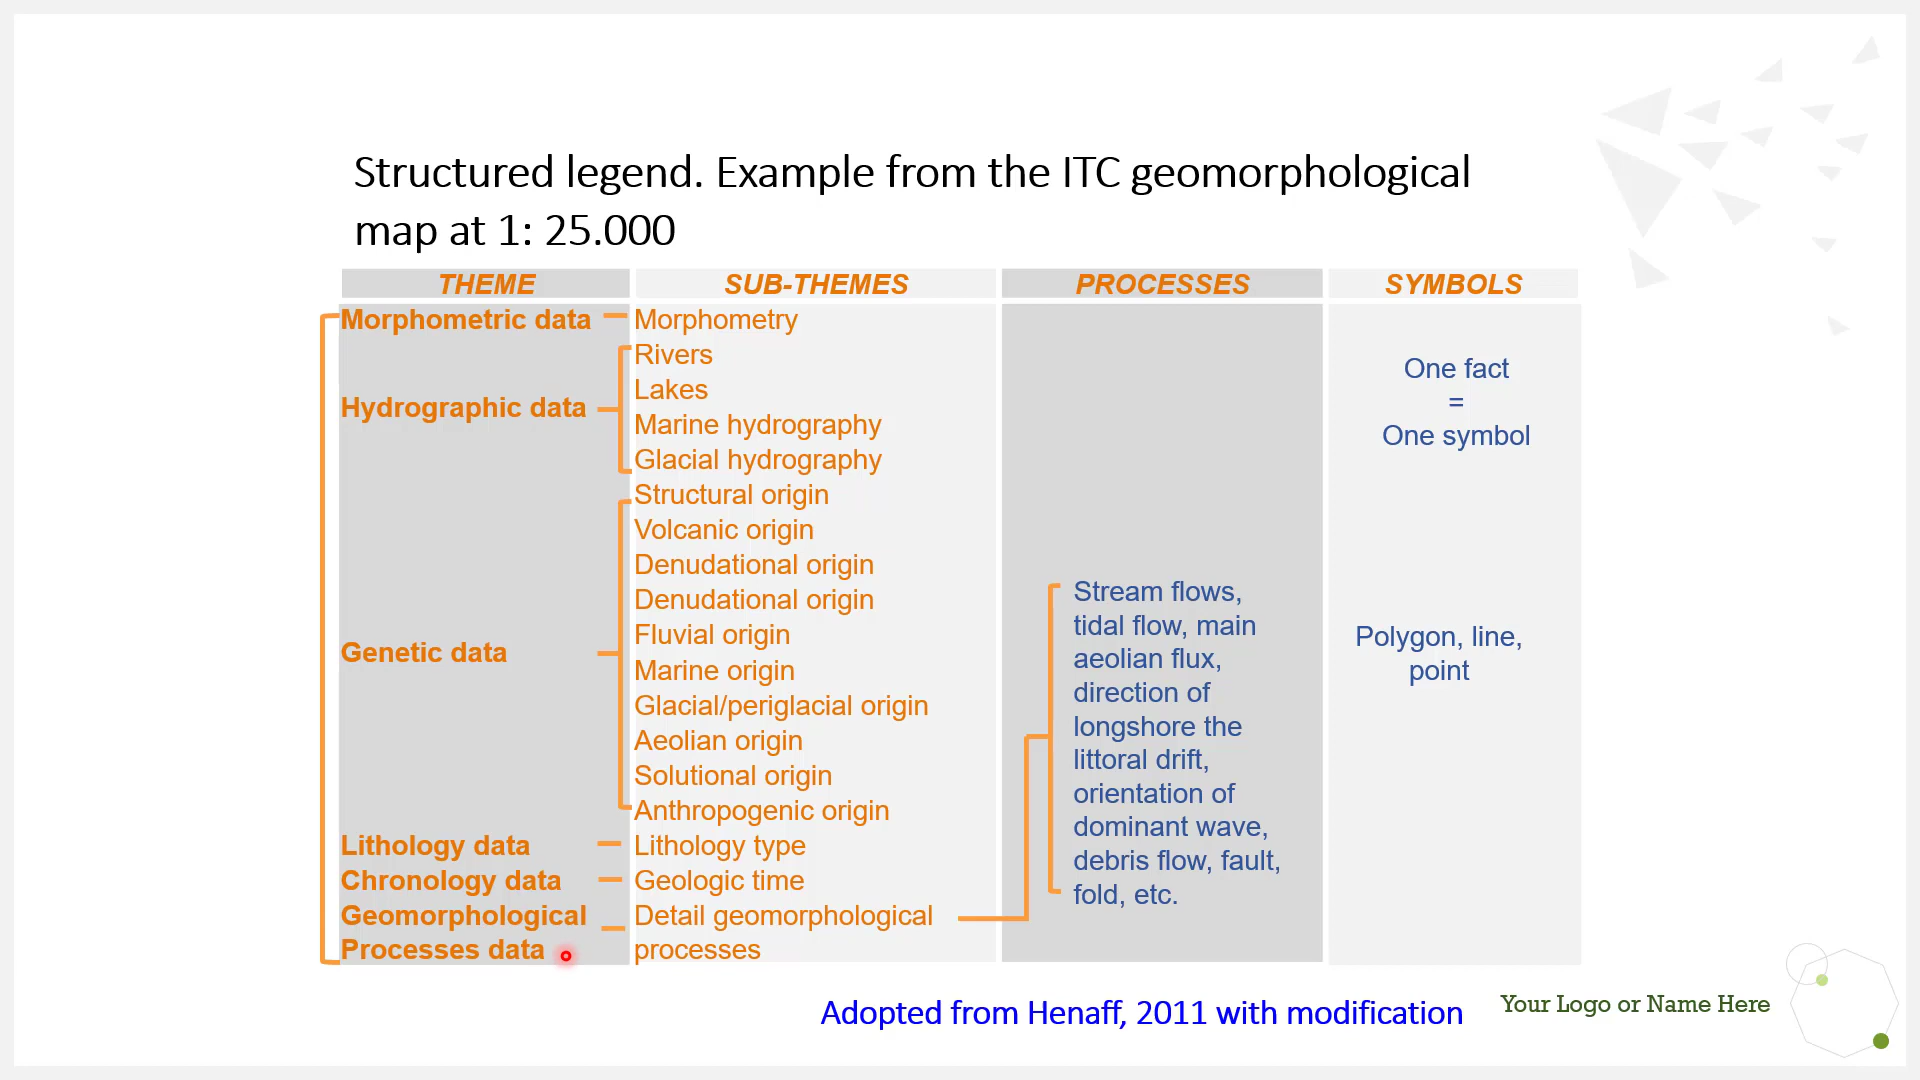 Structured legend. Example from the ITC geomorphological
map at 1: 25.000
THEME
SUB-THEMES
PROCESSES
SYMBOLS
Morphometric data
Hydrographic data
Genetic data
Lithology data
Chronology data
Geomorphological
Processes data
Morphometry
Rivers
Lakes
Marine hydrography
Glacial hydrography
Structural origin
Volcanic origin
Denudational origin
Denudational origin
Fluvial origin
Marine origin
Glacial/periglacial origin
Aeolian origin
Solutional origin
Anthropogenic origin
Lithology type
Geologic time
Detail geomorphological
processes
Stream flows,
tidal flow, main
aeolian flux,
direction of
longshore the
littoral drift,
orientation of
dominant wave,
debris flow, fault,
fold, etc.
One fact
=
One symbol
Polygon, line,
point
Adopted from Henaff, 2011 with modification
Your Logo or Name Here